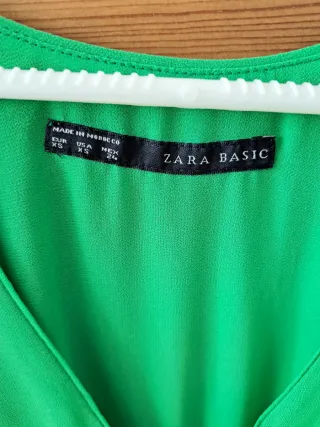 MADE IN MOROCCO
EUR USA MEX
XS XS 24
ZARA BASIC